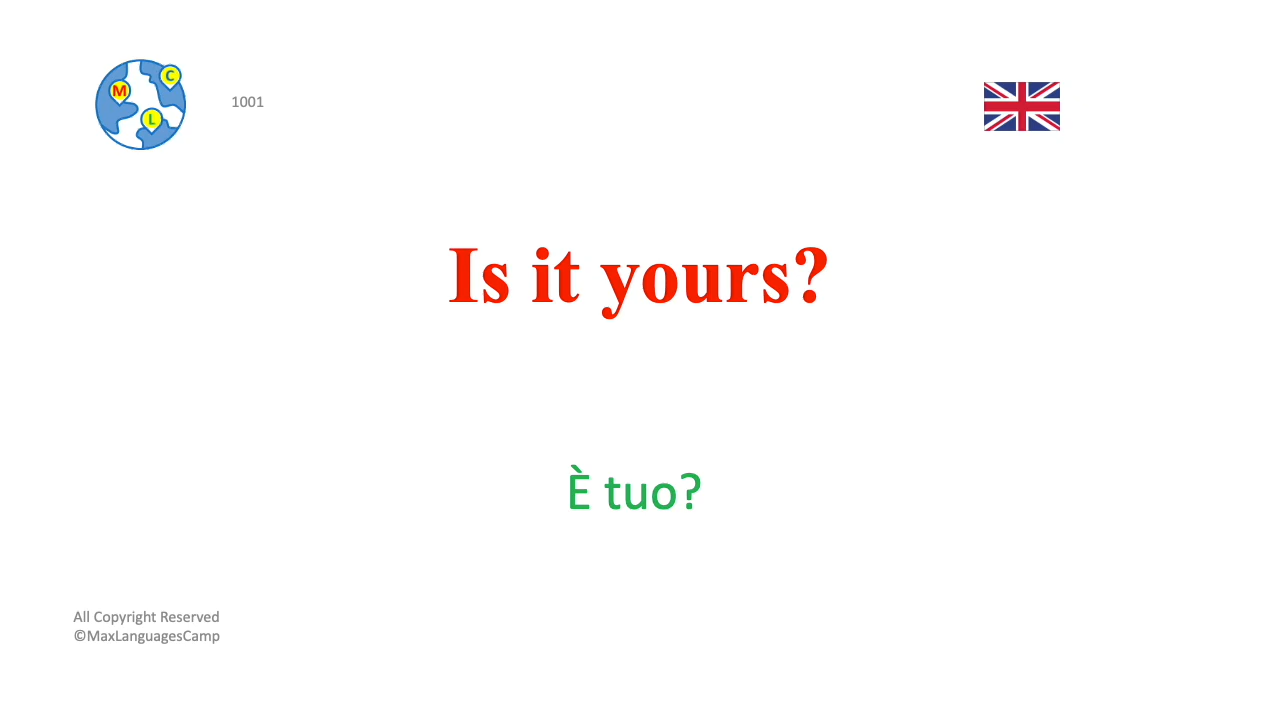 M
C
L
1001
Is it yours?
È tuo?
All Copyright Reserved
©MaxLanguagesCamp